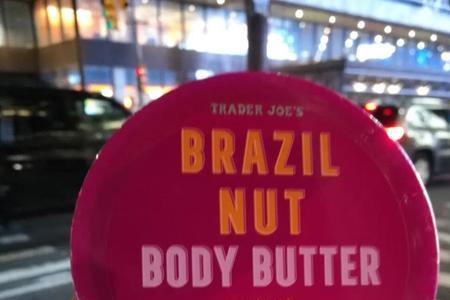 TRADER JOE'S
BRAZIL
NUT
BODY BUTTER